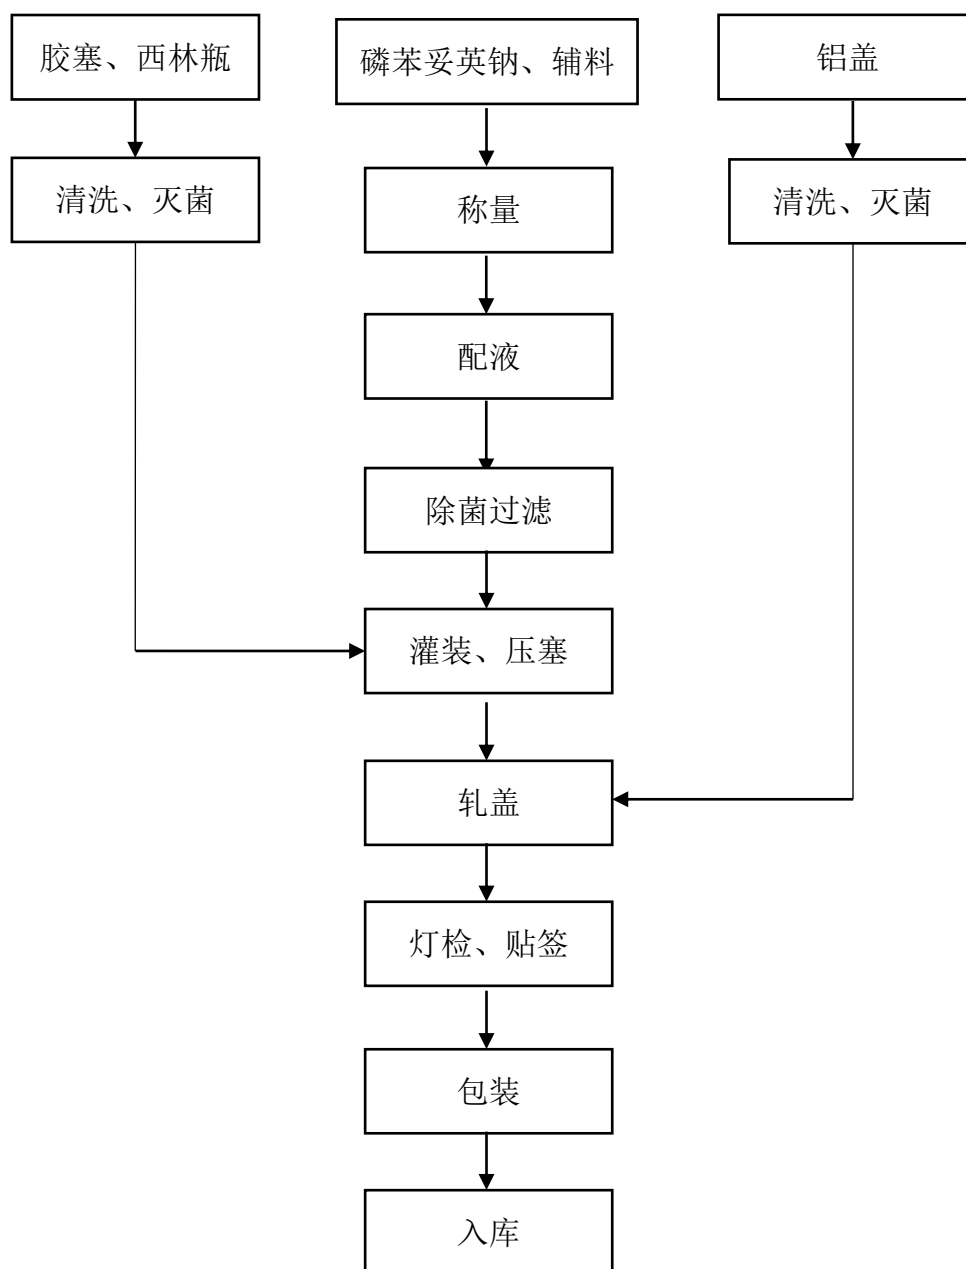 胶塞、西林瓶
磷苯妥英钠、辅料
铝盖
清洗、灭菌
称量
清洗、灭菌
配液
除菌过滤
灌装、压塞
轧盖
灯检、贴签
包装
入库